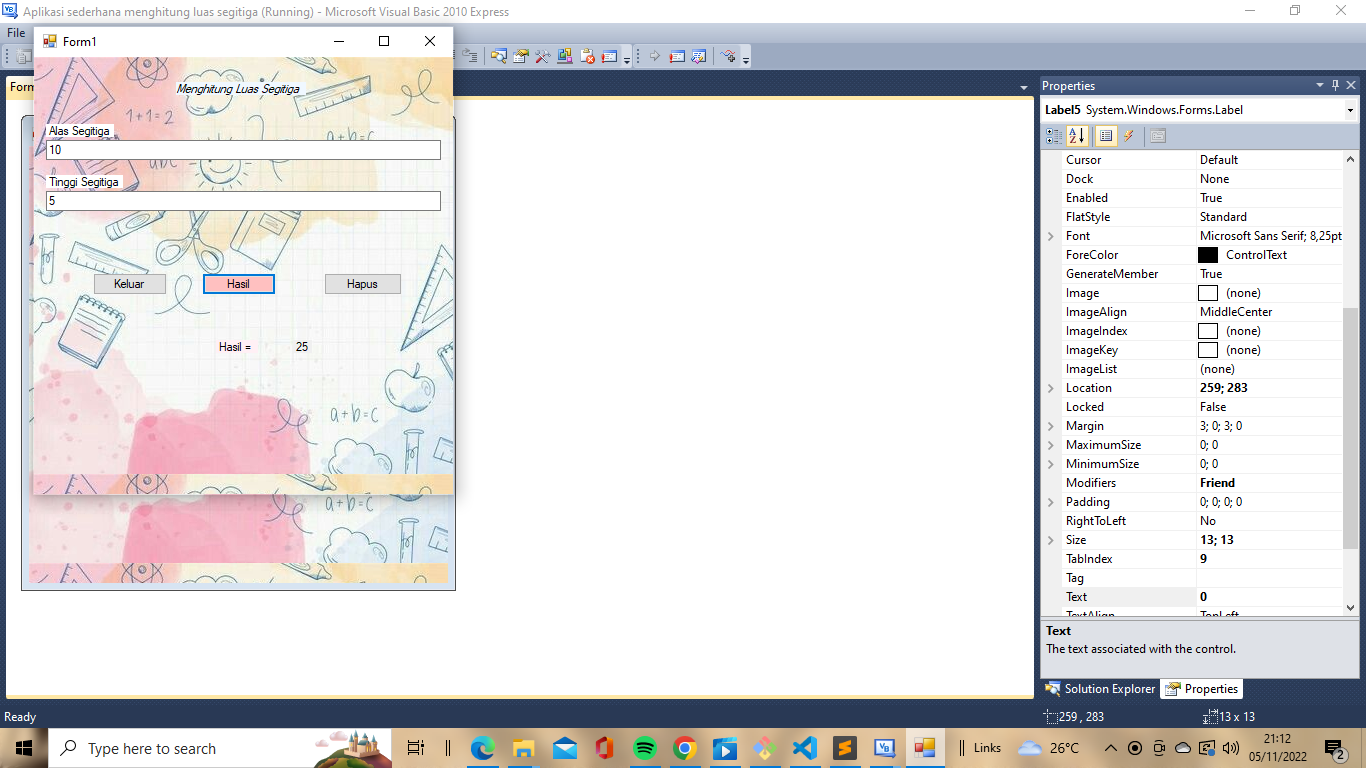 Aplikasi sederhana menghitung luas segitiga (Running) - Microsoft Visual Basic 2010 Express
File
Form1
Form
Menghitung Luas Segitiga
1+1=2
a+b=c
Alas Segitiga
10
abc
Tinggi Segitiga
5
Keluar
Hasil
Hapus
Hasil =
25
a+b=c
a+b=c
Properties
Label5 System.Windows.Forms.Label
Cursor Default
Dock None
Enabled True
FlatStyle Standard
Font Microsoft Sans Serif; 8,25pt
ForeColor ControlText
GenerateMember True
Image (none)
ImageAlign MiddleCenter
ImageIndex (none)
ImageKey (none)
ImageList (none)
Location 259; 283
Locked False
Margin 3; 0; 3; 0
MaximumSize 0; 0
MinimumSize 0; 0
Modifiers Friend
Padding 0; 0; 0; 0
RightToLeft No
Size 13; 13
TabIndex 9
Tag
Text 0
TextAlign TopLeft
Text
The text associated with the control.
Solution Explorer
Properties
Ready
259 , 283
13 x 13
Type here to search
Links
26°C
21:12
05/11/2022
2